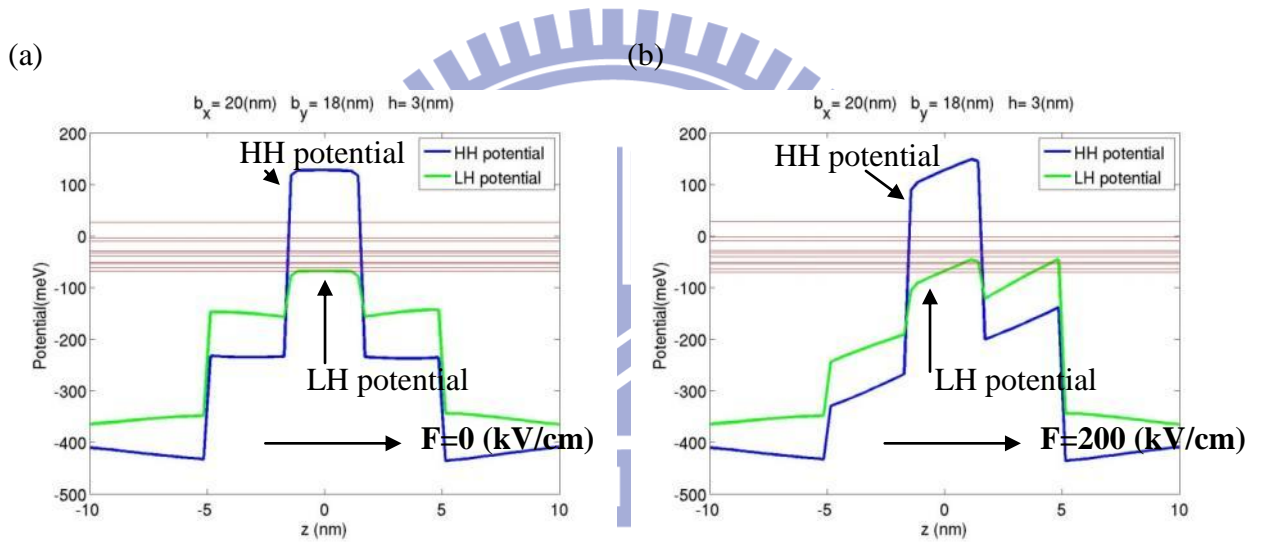 (a)
b_x= 20(nm) b_y= 18(nm) h= 3(nm)
HH potential
HH potential
LH potential
LH potential
F=0 (kV/cm)
Potential(meV)
200
100
0
-100
-200
-300
-400
-500
-10
-5
0
5
10
z (nm)
(b)
b_x= 20(nm) b_y= 18(nm) h= 3(nm)
HH potential
HH potential
LH potential
LH potential
F=200 (kV/cm)
Potential(meV)
200
100
0
-100
-200
-300
-400
-500
-10
-5
0
5
10
z (nm)